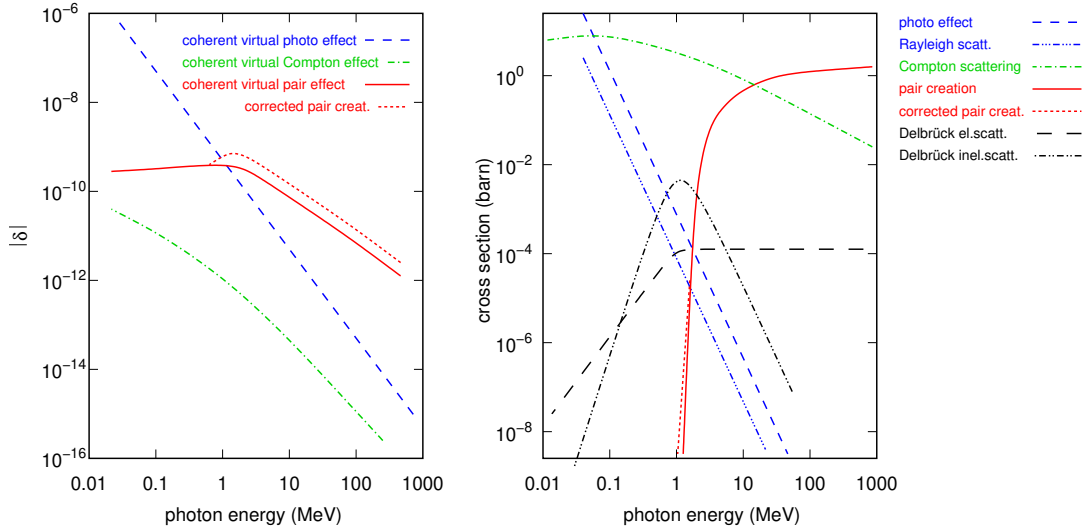 10⁻⁶
10⁻⁸
10⁻¹⁰
10⁻¹²
10⁻¹⁴
10⁻¹⁶
|δ|
coherent virtual photo effect
coherent virtual Compton effect
coherent virtual pair effect
corrected pair creat.
0.01 0.1 1 10 100 1000
photon energy (MeV)
10⁰
10⁻²
10⁻⁴
10⁻⁶
10⁻⁸
cross section (barn)
0.01 0.1 1 10 100 1000
photon energy (MeV)
photo effect
Rayleigh scatt.
Compton scattering
pair creation
corrected pair creat.
Delbrück el.scatt.
Delbrück inel.scatt.